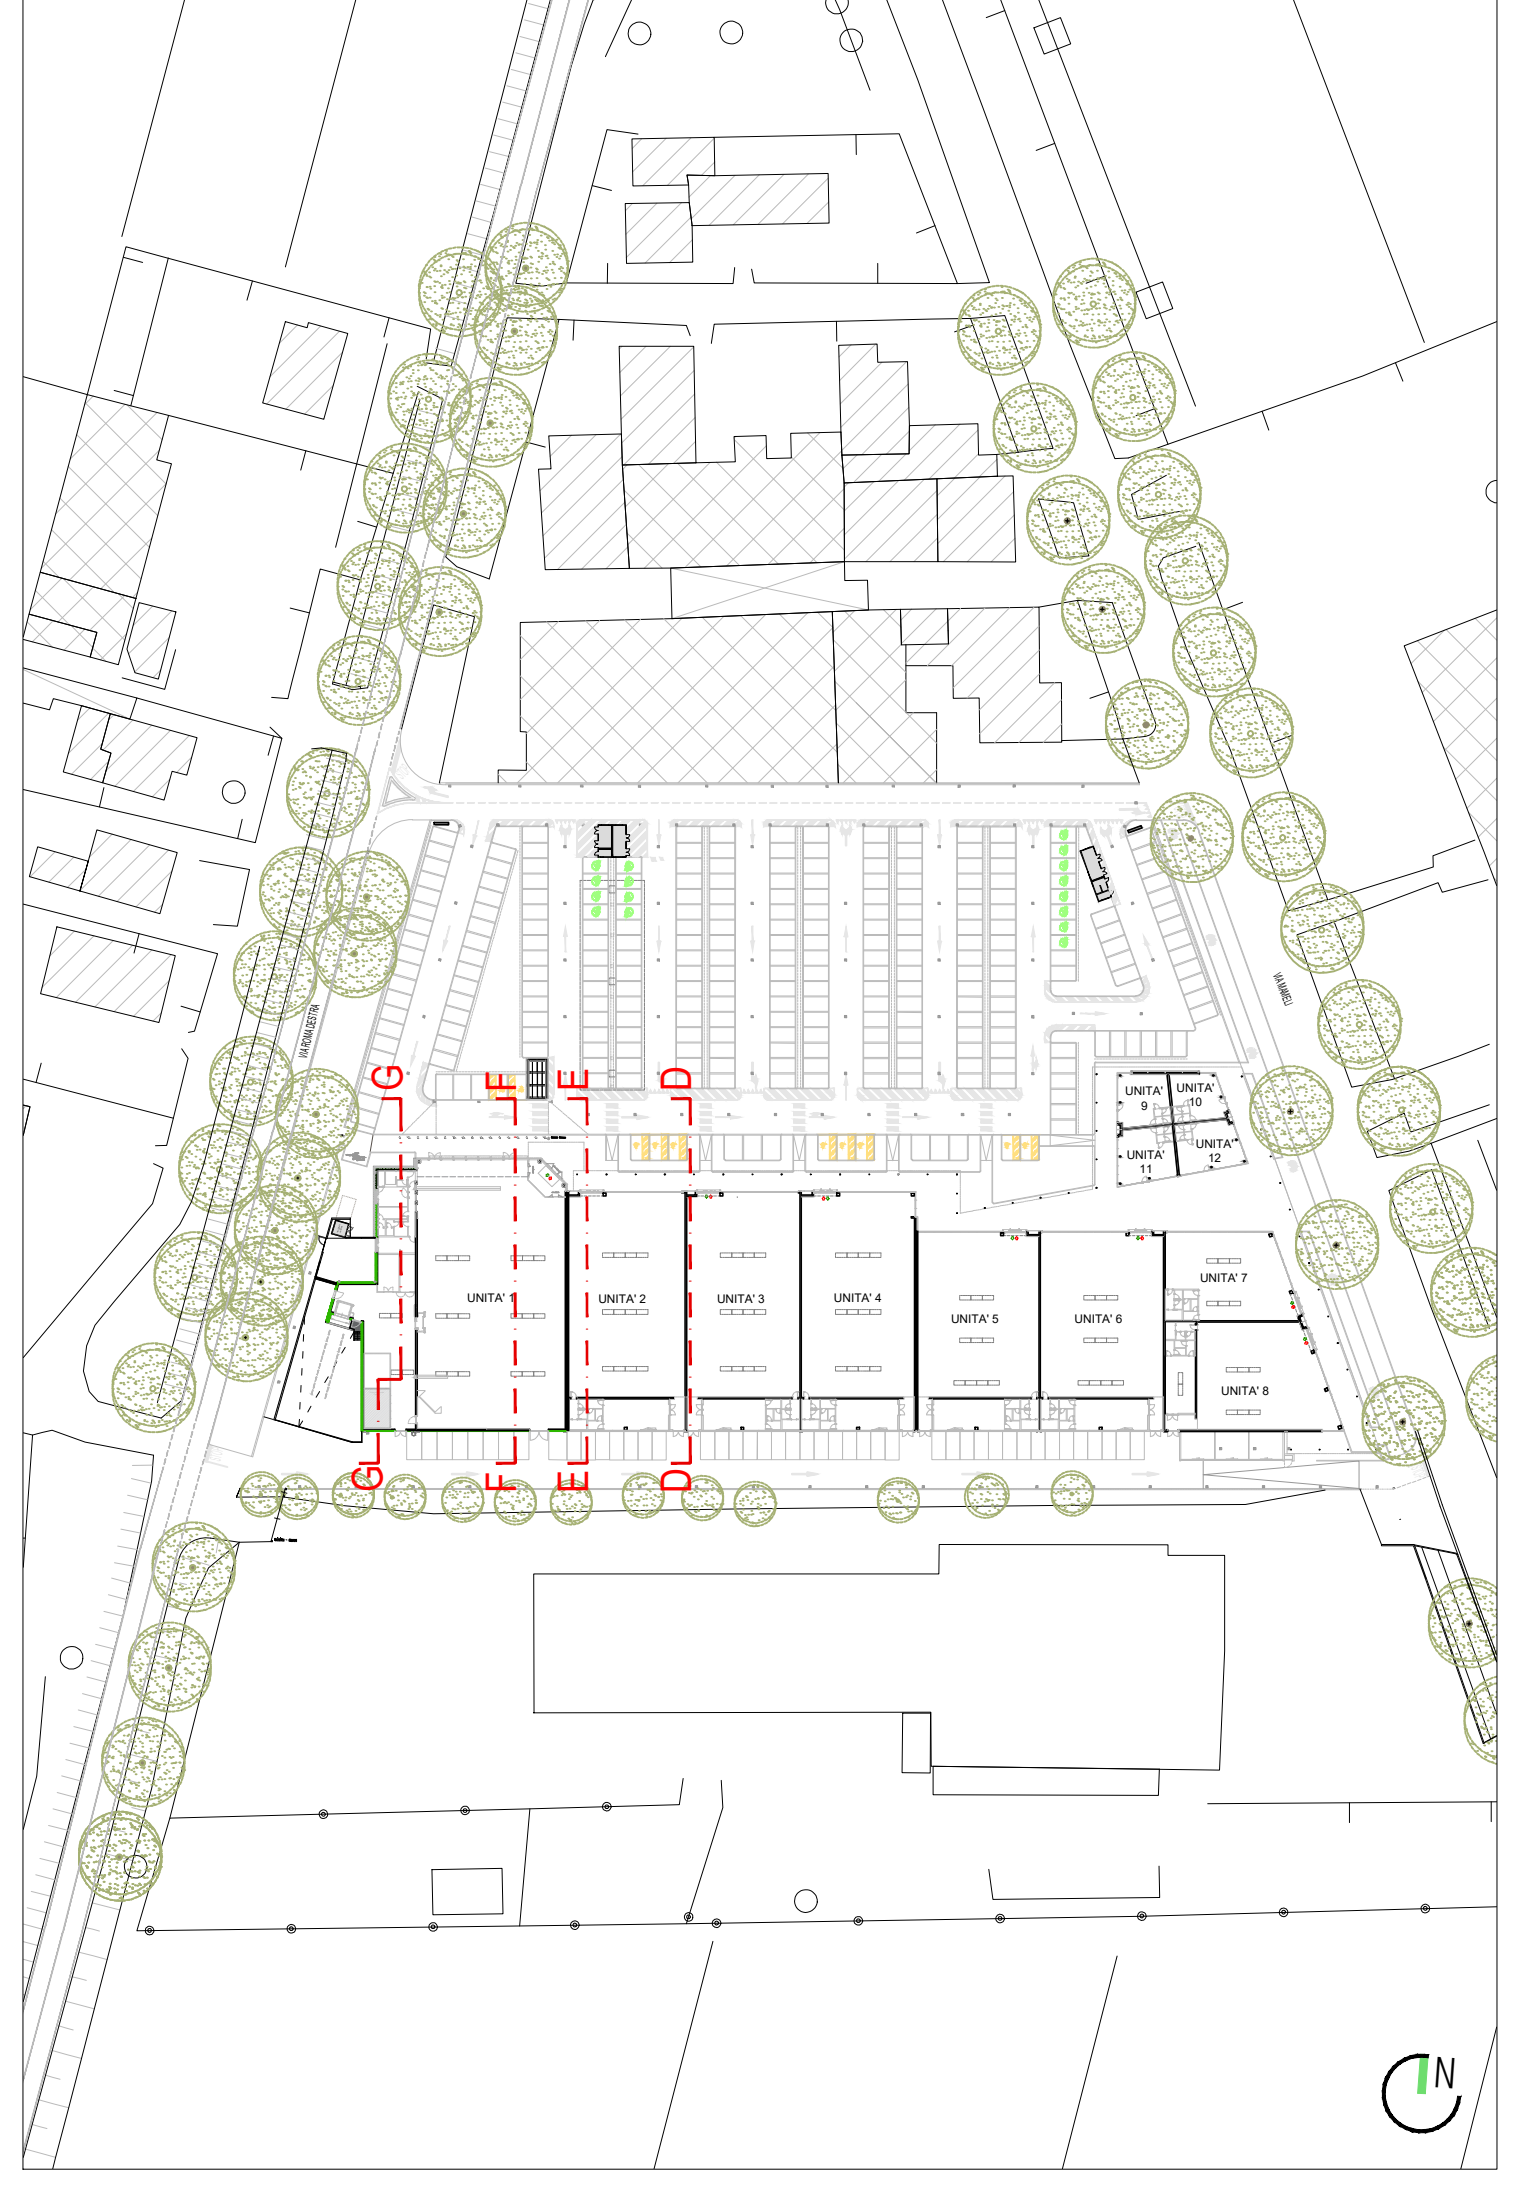 VIA ROMA DESTRA
VIA MAMELI
G
F
E
D
UNITA'
9
UNITA'
10
UNITA'
11
UNITA'
12
UNITA' 1
UNITA' 2
UNITA' 3
UNITA' 4
UNITA' 5
UNITA' 6
UNITA' 7
UNITA' 8
G
F
E
D
N